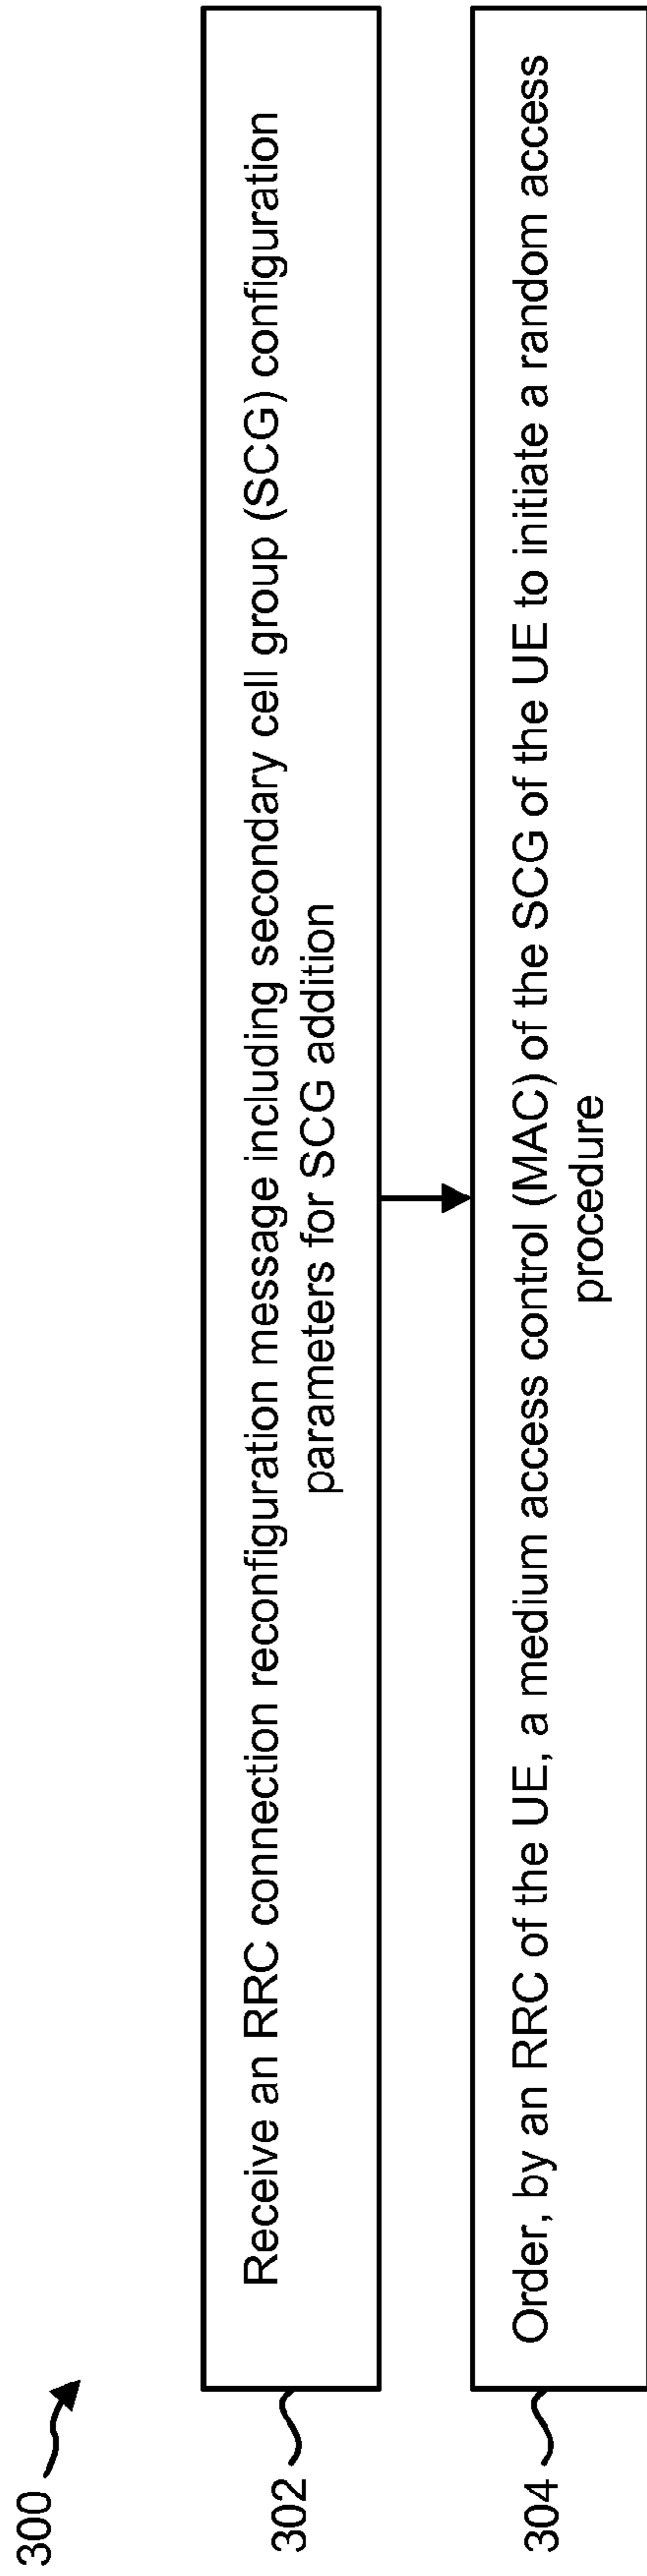 300
302
Receive an RRC connection reconfiguration message including secondary cell group (SCG) configuration
parameters for SCG addition
304
Order, by an RRC of the UE, a medium access control (MAC) of the SCG of the UE to initiate a random access
procedure